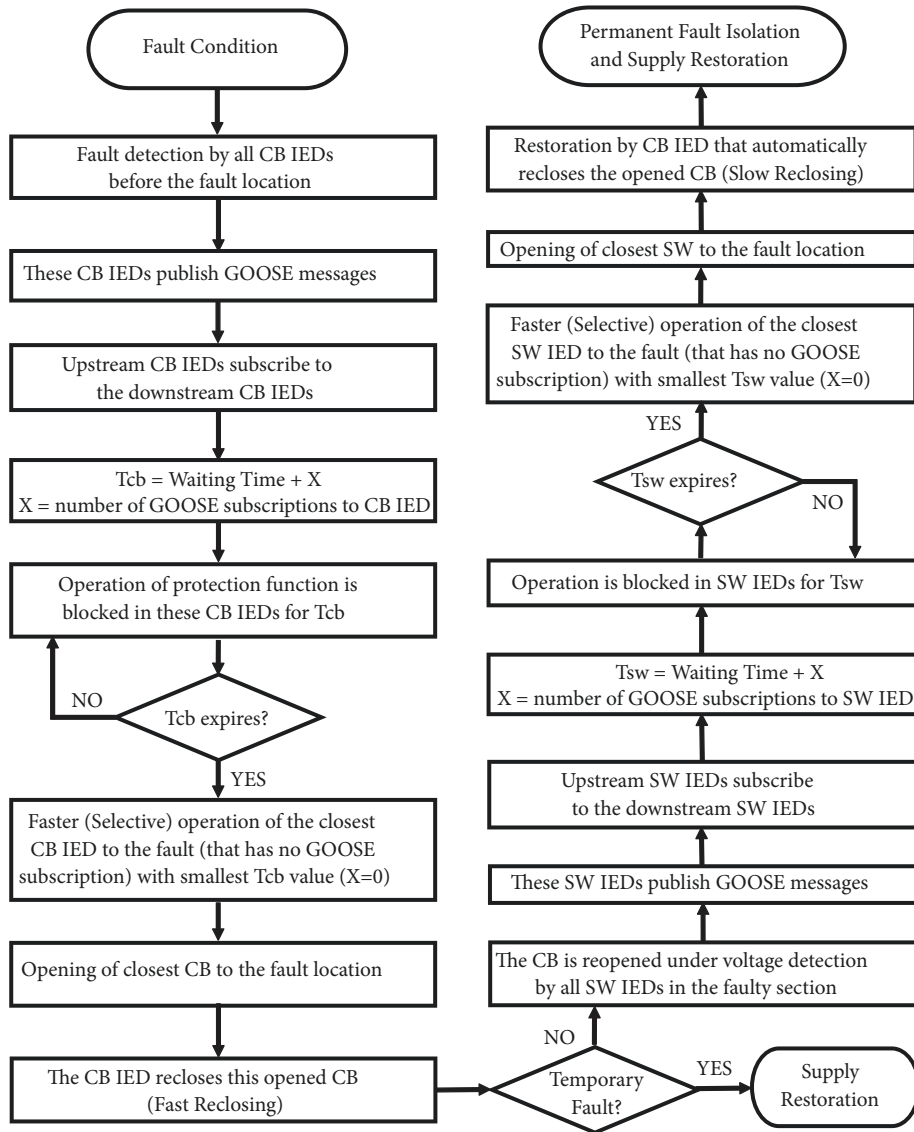 Fault Condition
Fault detection by all CB IEDs
before the fault location
These CB IEDs publish GOOSE messages
Upstream CB IEDs subscribe to
the downstream CB IEDs
Tcb = Waiting Time + X
X = number of GOOSE subscriptions to CB IED
Operation of protection function is
blocked in these CB IEDs for Tcb
NO
Tcb expires?
YES
Faster (Selective) operation of the closest
CB IED to the fault (that has no GOOSE
subscription) with smallest Tcb value (X=0)
Opening of closest CB to the fault location
The CB IED recloses this opened CB
(Fast Reclosing)
Temporary
Fault?
YES
Supply
Restoration
NO
The CB is reopened under voltage detection
by all SW IEDs in the faulty section
These SW IEDs publish GOOSE messages
Upstream SW IEDs subscribe
to the downstream SW IEDs
Tsw = Waiting Time + X
X = number of GOOSE subscriptions to SW IED
Operation is blocked in SW IEDs for Tsw
Tsw expires?
NO
YES
Faster (Selective) operation of the closest
SW IED to the fault (that has no GOOSE
subscription) with smallest Tsw value (X=0)
Opening of closest SW to the fault location
Restoration by CB IED that automatically
recloses the opened CB (Slow Reclosing)
Permanent Fault Isolation
and Supply Restoration